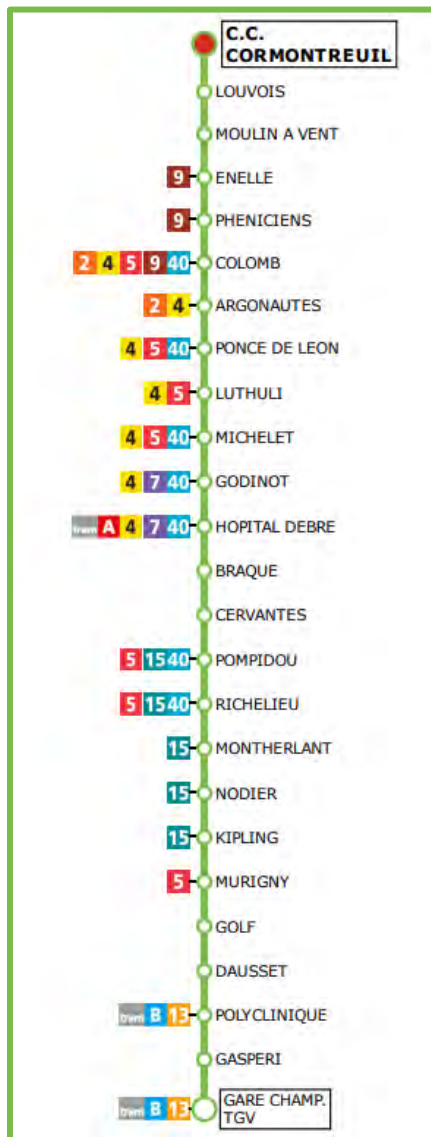 C.C.
CORMONTREUIL
LOUVOIS
MOULIN A VENT
9 ENELLE
9 PHENICIENS
2 4 5 9 40 COLOMB
2 4 ARGONAUTES
4 5 40 PONCE DE LEON
4 5 LUTHULI
4 5 40 MICHELET
4 7 40 GODINOT
tram A 4 7 40 HOPITAL DEBRE
BRAQUE
CERVANTES
5 15 40 POMPIDOU
5 15 40 RICHELIEU
15 MONTHERLANT
15 NODIER
15 KIPLING
5 MURIGNY
GOLF
DAUSSET
tram B 13 POLYCLINIQUE
GASPERI
tram B 13 GARE CHAMP.
TGV